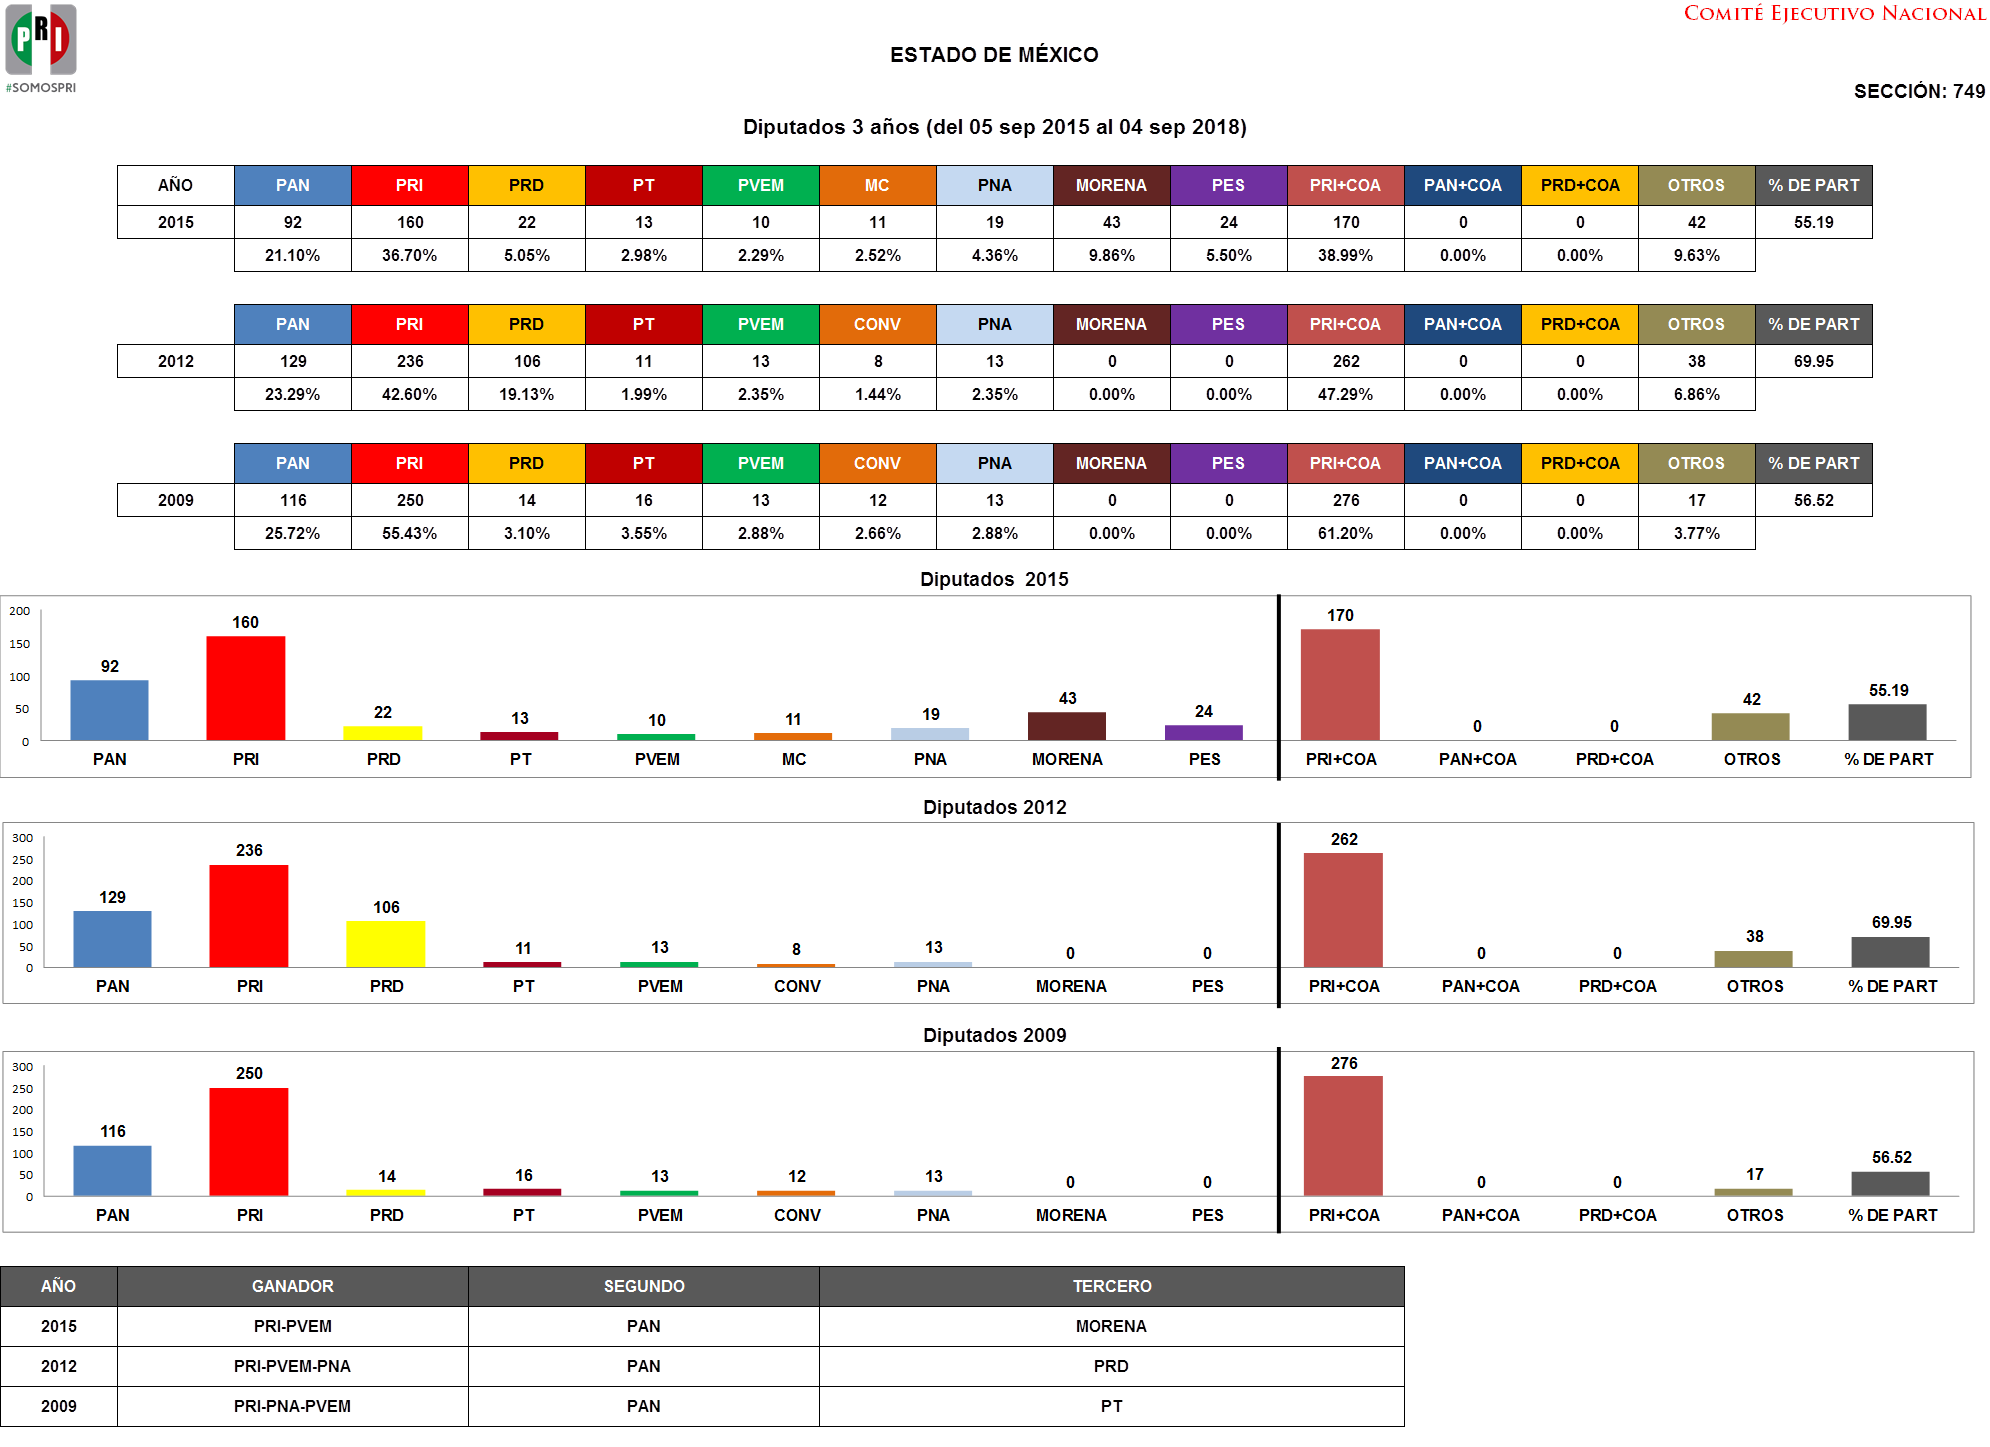 PRI
#SOMOSPRI
COMITÉ EJECUTIVO NACIONAL
ESTADO DE MÉXICO
SECCIÓN: 749
Diputados 3 años (del 05 sep 2015 al 04 sep 2018)
AÑO PAN PRI PRD PT PVEM MC PNA MORENA PES PRI+COA PAN+COA PRD+COA OTROS % DE PART
2015 92 160 22 13 10 11 19 43 24 170 0 0 42 55.19
21.10% 36.70% 5.05% 2.98% 2.29% 2.52% 4.36% 9.86% 5.50% 38.99% 0.00% 0.00% 9.63%
PAN PRI PRD PT PVEM CONV PNA MORENA PES PRI+COA PAN+COA PRD+COA OTROS % DE PART
2012 129 236 106 11 13 8 13 0 0 262 0 0 38 69.95
23.29% 42.60% 19.13% 1.99% 2.35% 1.44% 2.35% 0.00% 0.00% 47.29% 0.00% 0.00% 6.86%
PAN PRI PRD PT PVEM CONV PNA MORENA PES PRI+COA PAN+COA PRD+COA OTROS % DE PART
2009 116 250 14 16 13 12 13 0 0 276 0 0 17 56.52
25.72% 55.43% 3.10% 3.55% 2.88% 2.66% 2.88% 0.00% 0.00% 61.20% 0.00% 0.00% 3.77%
Diputados 2015
200
150
100
50
0
92 160 22 13 10 11 19 43 24 170 0 0 42 55.19
PAN PRI PRD PT PVEM MC PNA MORENA PES PRI+COA PAN+COA PRD+COA OTROS % DE PART
Diputados 2012
300
250
200
150
100
50
0
129 236 106 11 13 8 13 0 0 262 0 0 38 69.95
PAN PRI PRD PT PVEM CONV PNA MORENA PES PRI+COA PAN+COA PRD+COA OTROS % DE PART
Diputados 2009
300
250
200
150
100
50
0
116 250 14 16 13 12 13 0 0 276 0 0 17 56.52
PAN PRI PRD PT PVEM CONV PNA MORENA PES PRI+COA PAN+COA PRD+COA OTROS % DE PART
AÑO GANADOR SEGUNDO TERCERO
2015 PRI-PVEM PAN MORENA
2012 PRI-PVEM-PNA PAN PRD
2009 PRI-PNA-PVEM PAN PT